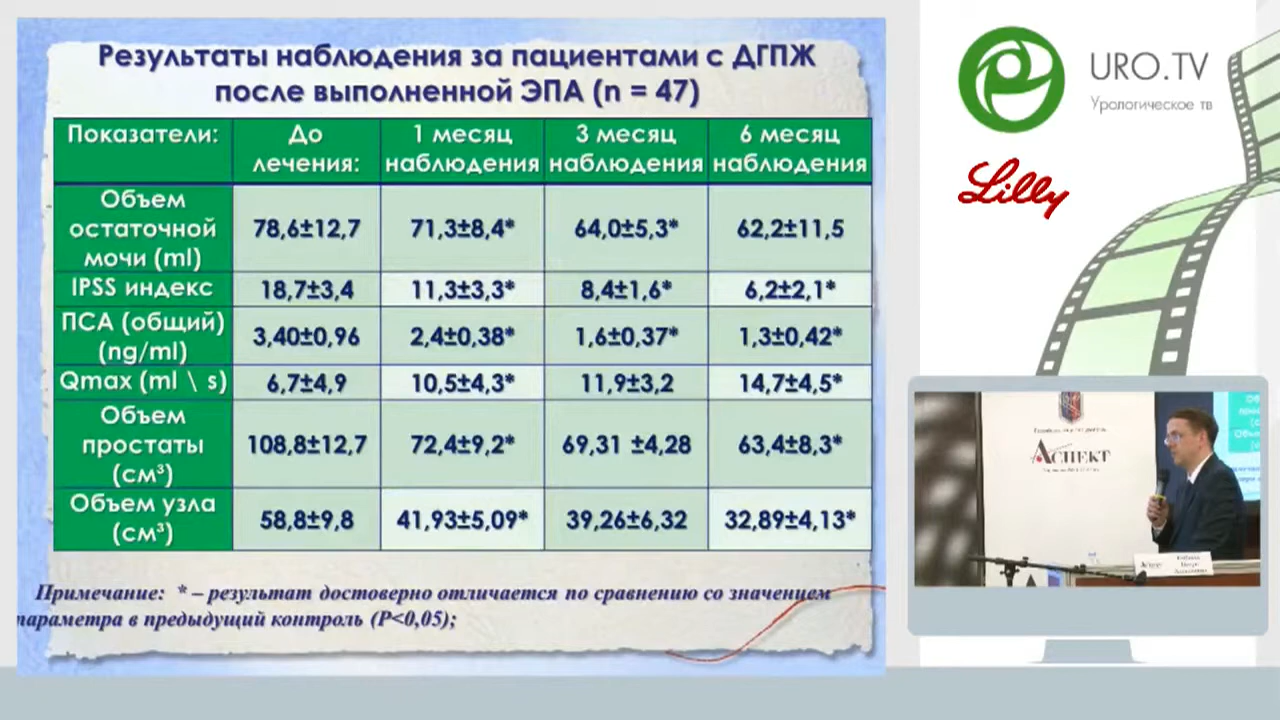 Результаты наблюдения за пациентами с ДГПЖ
после выполненной ЭПА (n = 47)
Показатели:
До
лечения:
1 месяц
наблюдения
3 месяц
наблюдения
6 месяц
наблюдения
Объем
остаточной
мочи (ml)
78,6±12,7
71,3±8,4*
64,0±5,3*
62,2±11,5
IPSS индекс
18,7±3,4
11,3±3,3*
8,4±1,6*
6,2±2,1*
ПСА (общий)
(ng/ml)
3,40±0,96
2,4±0,38*
1,6±0,37*
1,3±0,42*
Qmax (ml \ s)
6,7±4,9
10,5±4,3*
11,9±3,2
14,7±4,5*
Объем
простаты
(см³)
108,8±12,7
72,4±9,2*
69,31 ±4,28
63,4±8,3*
Объем узла
(см³)
58,8±9,8
41,93±5,09*
39,26±6,32
32,89±4,13*
Примечание: * – результат достоверно отличается по сравнению со значением
параметра в предыдущий контроль (P<0,05);
URO.TV
Урологическое тв
Lilly
АСПЕКТ